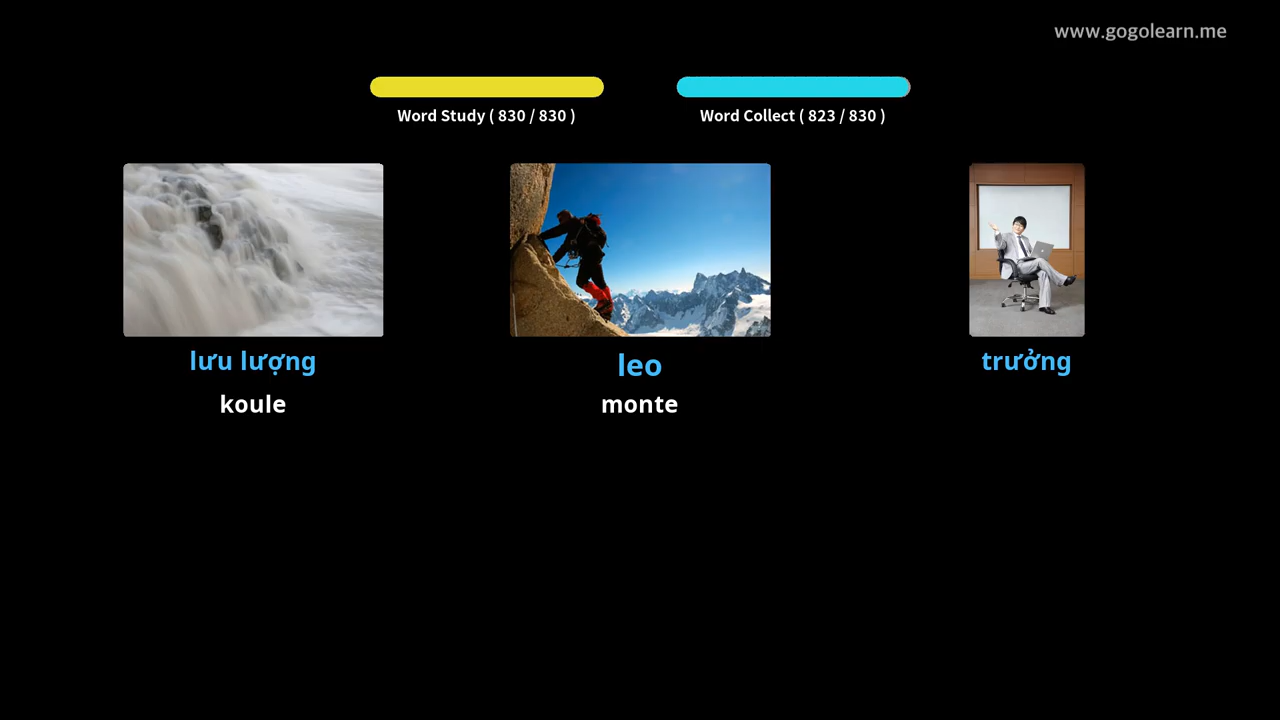 www.gogolearn.me
Word Study ( 830 / 830 )
Word Collect ( 823 / 830 )
lưu lượng
leo
trưởng
koule
monte